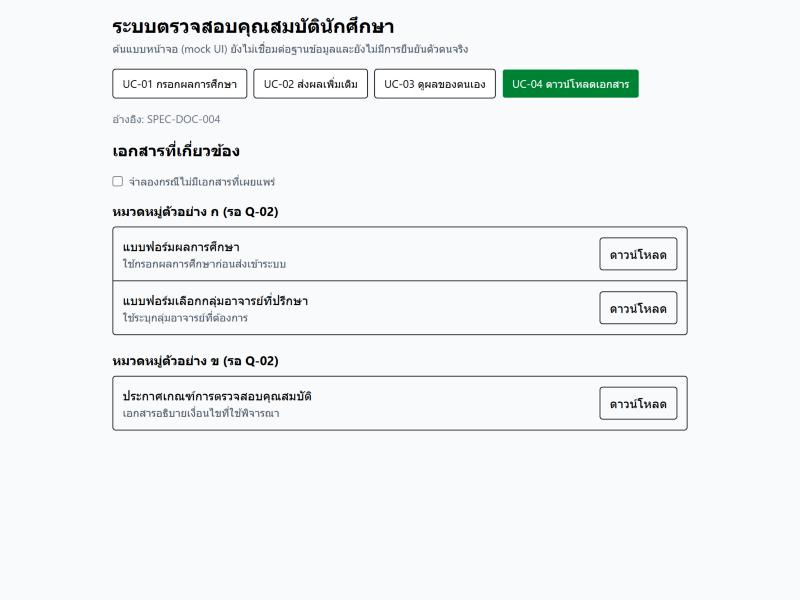 ระบบตรวจสอบคุณสมบัตินักศึกษา
ต้นแบบหน้าจอ (mock UI) ยังไม่เชื่อมต่อฐานข้อมูลและยังไม่มีการยืนยันตัวตนจริง
UC-01 กรอกผลการศึกษา
UC-02 ส่งผลเพิ่มเติม
UC-03 ดูผลของตนเอง
UC-04 ดาวน์โหลดเอกสาร
อ้างอิง: SPEC-DOC-004
เอกสารที่เกี่ยวข้อง
จำลองกรณีไม่มีเอกสารที่เผยแพร่
หมวดหมู่ตัวอย่าง ก (รอ Q-02)
แบบฟอร์มผลการศึกษา
ใช้กรอกผลการศึกษาก่อนส่งเข้าระบบ
ดาวน์โหลด
แบบฟอร์มเลือกกลุ่มอาจารย์ที่ปรึกษา
ใช้ระบุกลุ่มอาจารย์ที่ต้องการ
ดาวน์โหลด
หมวดหมู่ตัวอย่าง ข (รอ Q-02)
ประกาศเกณฑ์การตรวจสอบคุณสมบัติ
เอกสารอธิบายเงื่อนไขที่ใช้พิจารณา
ดาวน์โหลด